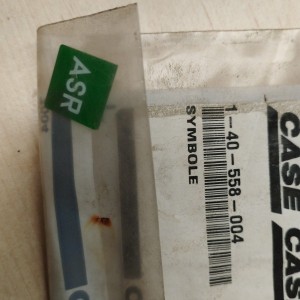 ASR
1-40-558-004
SYMBOLE
CASE CAS